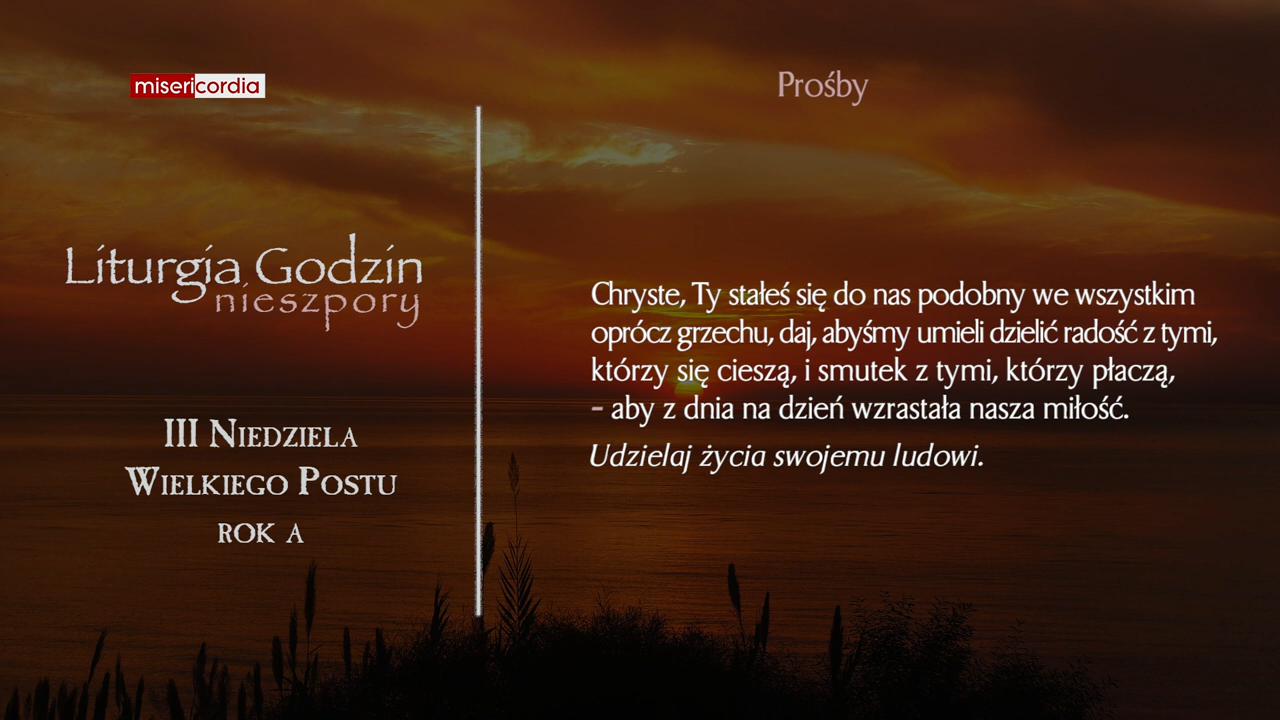 misericordia
Liturgia Godzin
nieszpory
III Niedziela
Wielkiego Postu
rok a
Prośby
Chryste, Ty stałeś się do nas podobny we wszystkim
oprócz grzechu, daj, abyśmy umieli dzielić radość z tymi,
którzy się cieszą, i smutek z tymi, którzy płaczą,
- aby z dnia na dzień wzrastała nasza miłość.
Udzielaj życia swojemu ludowi.